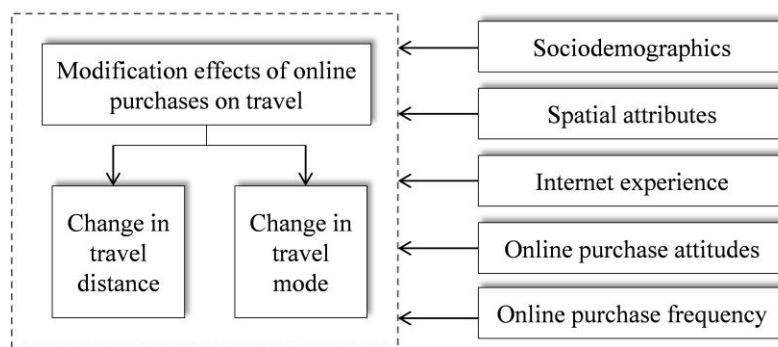 Modification effects of online
purchases on travel
Change in
travel
distance
Change in
travel
mode
Sociodemographics
Spatial attributes
Internet experience
Online purchase attitudes
Online purchase frequency